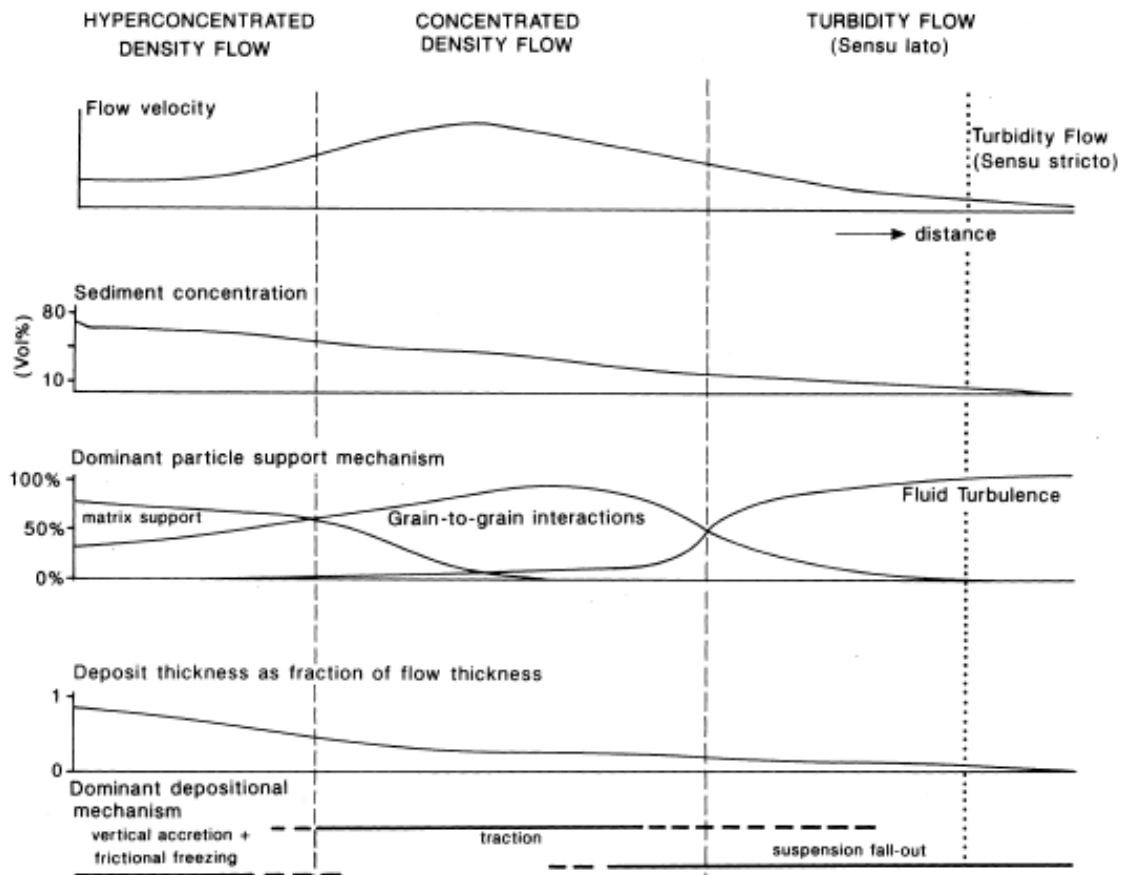 HYPERCONCENTRATED
DENSITY FLOW
CONCENTRATED
DENSITY FLOW
TURBIDITY FLOW
(Sensu lato)
Flow velocity
Turbidity Flow
(Sensu stricto)
distance
Sediment concentration
80
(Vol%)
10
Dominant particle support mechanism
100%
matrix support
Grain-to-grain interactions
Fluid Turbulence
50%
0%
Deposit thickness as fraction of flow thickness
1
0
Dominant depositional
mechanism
vertical accretion +
frictional freezing
traction
suspension fall-out